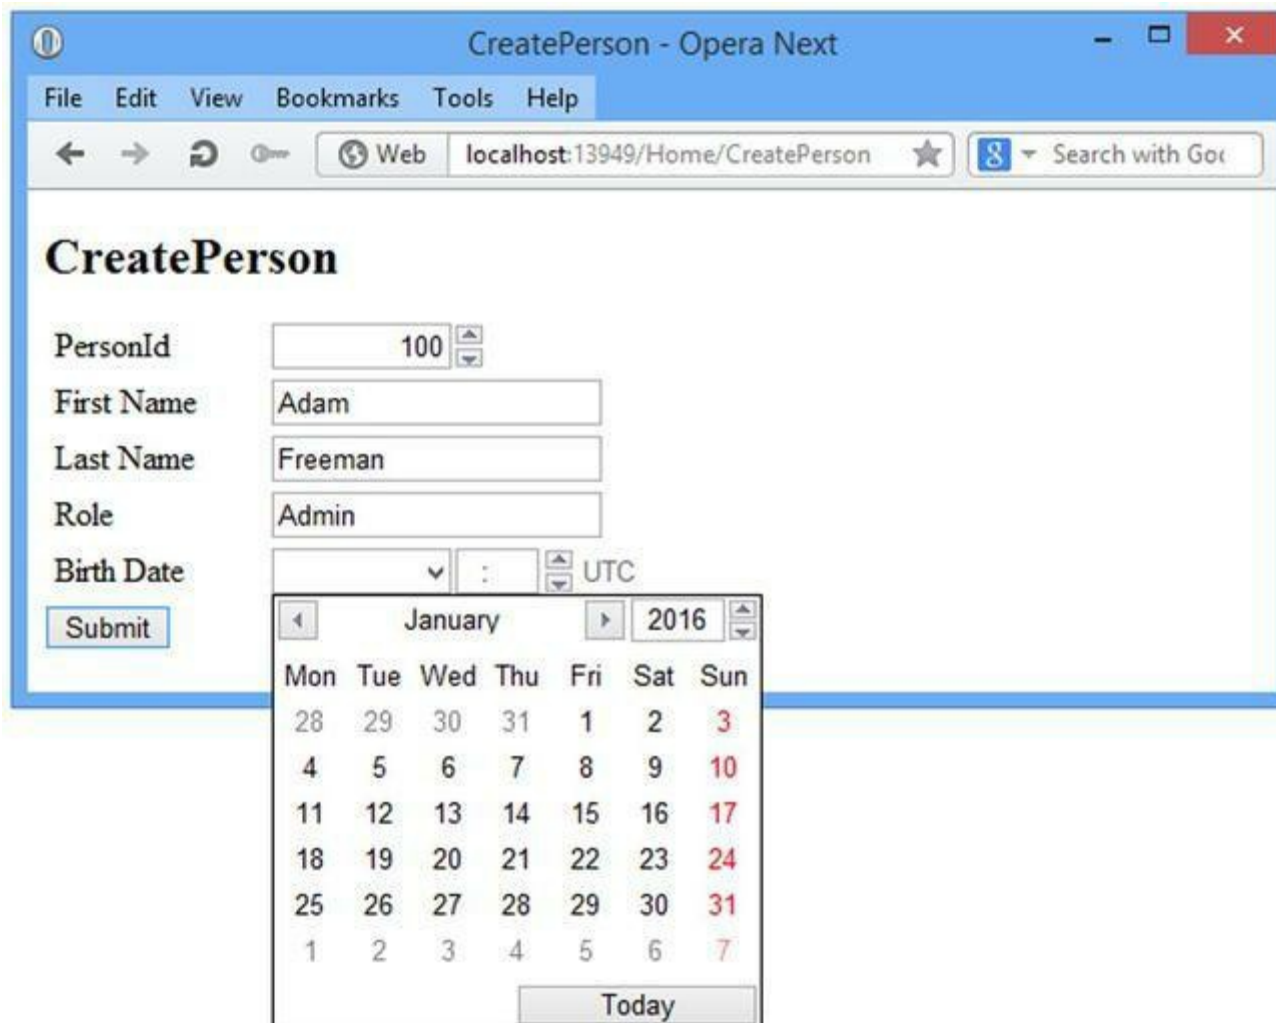 CreatePerson - Opera Next
File Edit View Bookmarks Tools Help
Web localhost:13949/Home/CreatePerson 8 Search with Goo
CreatePerson
PersonId 100
First Name Adam
Last Name Freeman
Role Admin
Birth Date : UTC
Submit
January 2016
Mon Tue Wed Thu Fri Sat Sun
28 29 30 31 1 2 3
4 5 6 7 8 9 10
11 12 13 14 15 16 17
18 19 20 21 22 23 24
25 26 27 28 29 30 31
1 2 3 4 5 6 7
Today